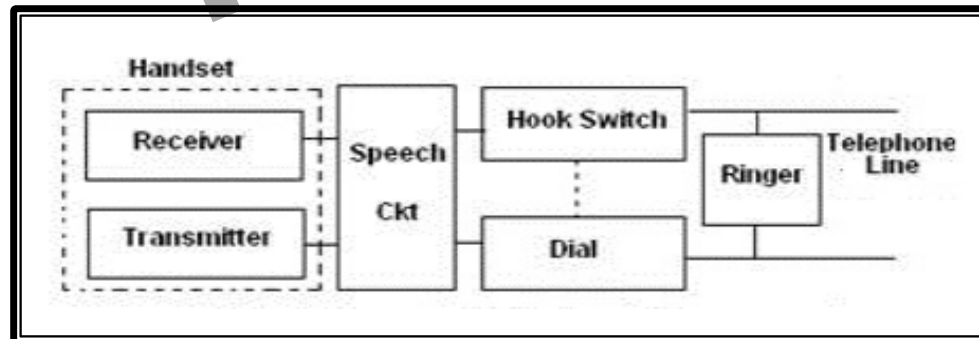 Handset
Receiver
Transmitter
Speech
Ckt
Hook Switch
Dial
Ringer
Telephone
Line